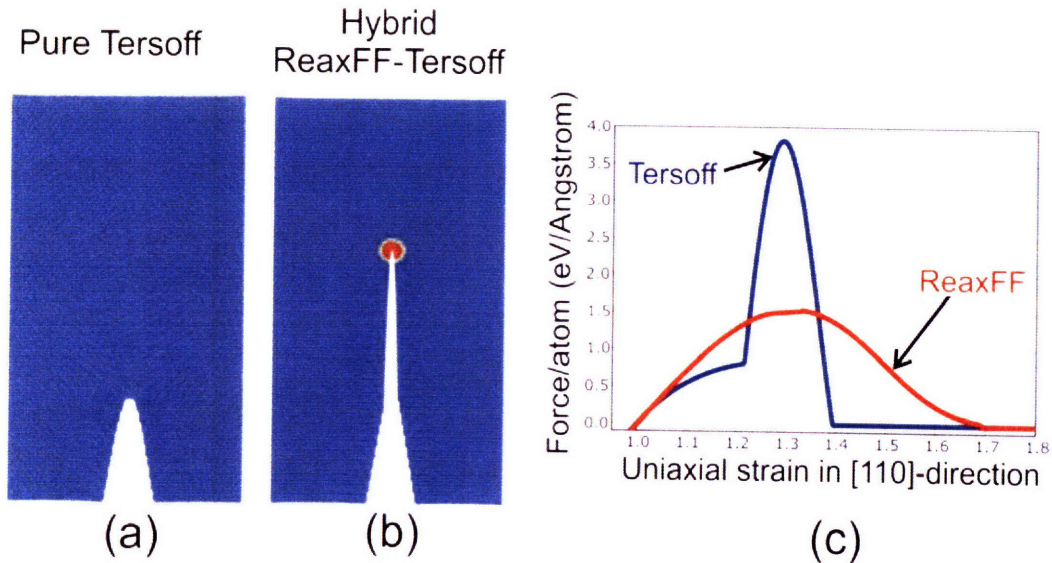 Pure Tersoff
Hybrid
ReaxFF-Tersoff
(a)
(b)
Force/atom (eV/Angstrom)
4.0
3.5
3.0
2.5
2.0
1.5
1.0
0.5
0.0
Tersoff
ReaxFF
1.0 1.1 1.2 1.3 1.4 1.5 1.6 1.7 1.8
Uniaxial strain in [110]-direction
(c)